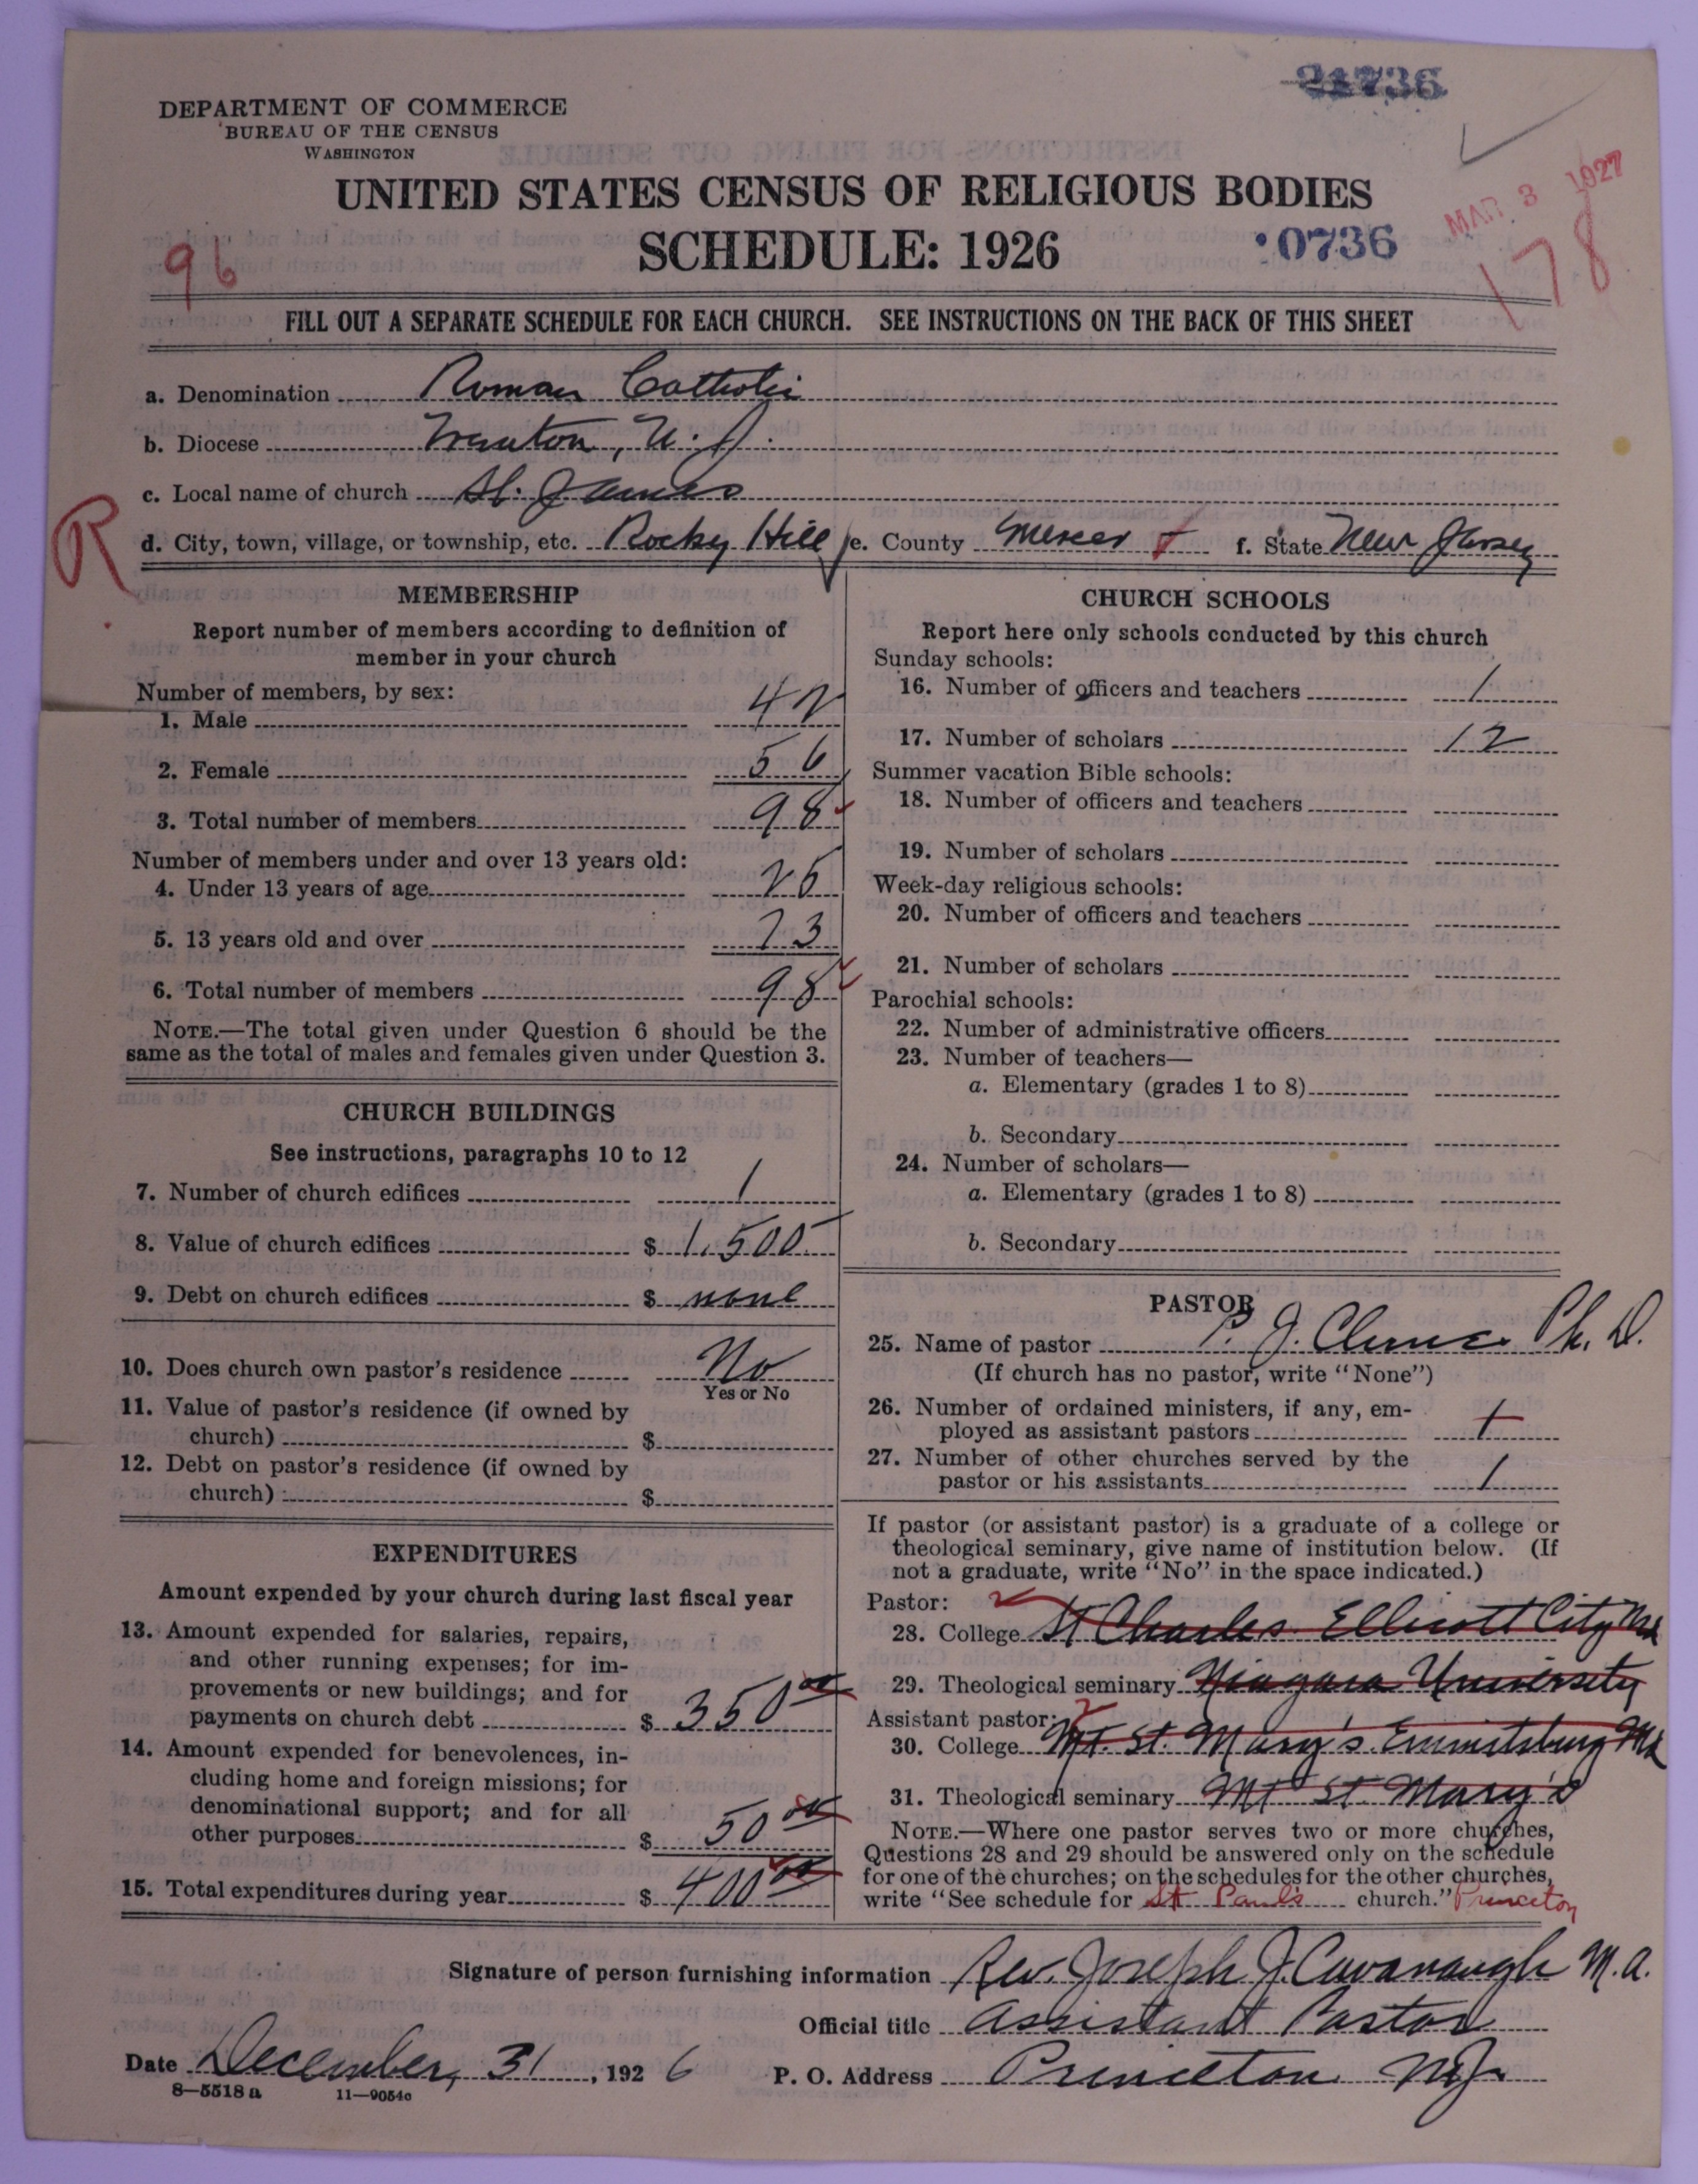 21736
DEPARTMENT OF COMMERCE
BUREAU OF THE CENSUS
WASHINGTON
UNITED STATES CENSUS OF RELIGIOUS BODIES
MAR 3 1927
SCHEDULE: 1926
0736
96
178
FILL OUT A SEPARATE SCHEDULE FOR EACH CHURCH. SEE INSTRUCTIONS ON THE BACK OF THIS SHEET
a. Denomination Roman Catholic
b. Diocese Trenton, N. J.
c. Local name of church St. James
R
d. City, town, village, or township, etc. Rocky Hill e. County Mercer f. State New Jersey
MEMBERSHIP
Report number of members according to definition of
member in your church
Number of members, by sex:
1. Male 42
2. Female 56
3. Total number of members 98
Number of members under and over 13 years old:
4. Under 13 years of age 25
5. 13 years old and over 73
6. Total number of members 98
NOTE.—The total given under Question 6 should be the
same as the total of males and females given under Question 3.
CHURCH BUILDINGS
See instructions, paragraphs 10 to 12
7. Number of church edifices 1
8. Value of church edifices $ 1,500
9. Debt on church edifices $ none
10. Does church own pastor's residence No
Yes or No
11. Value of pastor's residence (if owned by
church) $
12. Debt on pastor's residence (if owned by
church) $
EXPENDITURES
Amount expended by your church during last fiscal year
13. Amount expended for salaries, repairs,
and other running expenses; for im-
provements or new buildings; and for
payments on church debt $ 350 00
14. Amount expended for benevolences, in-
cluding home and foreign missions; for
denominational support; and for all
other purposes $ 50 00
15. Total expenditures during year $ 400 00
CHURCH SCHOOLS
Report here only schools conducted by this church
Sunday schools:
16. Number of officers and teachers 1
17. Number of scholars 12
Summer vacation Bible schools:
18. Number of officers and teachers
19. Number of scholars
Week-day religious schools:
20. Number of officers and teachers
21. Number of scholars
Parochial schools:
22. Number of administrative officers
23. Number of teachers—
a. Elementary (grades 1 to 8)
b. Secondary
24. Number of scholars—
a. Elementary (grades 1 to 8)
b. Secondary
PASTOR
25. Name of pastor P. J. Clune Ph. D.
(If church has no pastor, write "None")
26. Number of ordained ministers, if any, em-
ployed as assistant pastors 1
27. Number of other churches served by the
pastor or his assistants 1
If pastor (or assistant pastor) is a graduate of a college or
theological seminary, give name of institution below. (If
not a graduate, write "No" in the space indicated.)
Pastor:
28. College St Charles Ellicott City Md
29. Theological seminary Niagara University
Assistant pastor:
30. College Mt. St. Mary's Emmitsburg Md
31. Theological seminary Mt St. Mary's
NOTE.—Where one pastor serves two or more churches,
Questions 28 and 29 should be answered only on the schedule
for one of the churches; on the schedules for the other churches,
write "See schedule for St Paul's church." Princeton
Signature of person furnishing information Rev. Joseph J. Cavanaugh M.A.
Official title Assistant Pastor
Date December, 31, 1926 P. O. Address Princeton NJ
8—5518 a 11—9054c